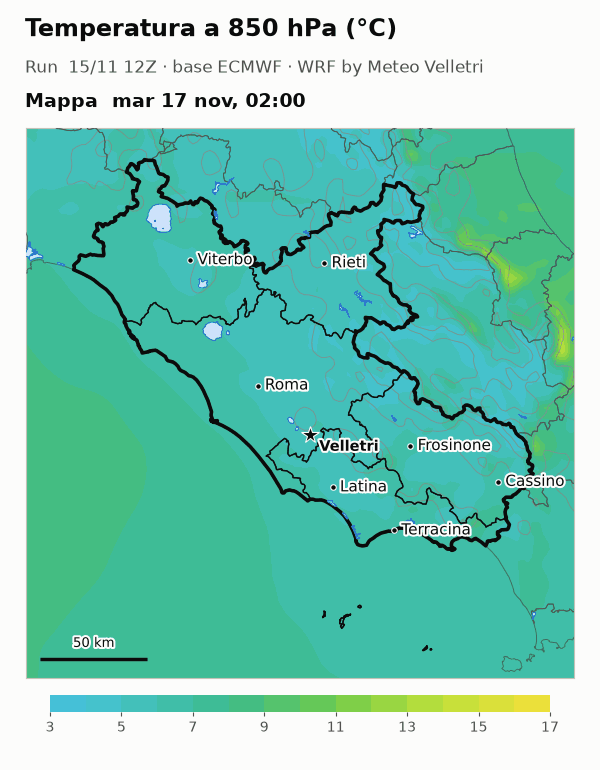 Temperatura a 850 hPa (°C)
Run  15/11 12Z · base ECMWF · WRF by Meteo Velletri
Mappa  mar 17 nov, 02:00
Viterbo
Rieti
Roma
Velletri
Frosinone
Cassino
Latina
Terracina
50 km
3 5 7 9 11 13 15 17